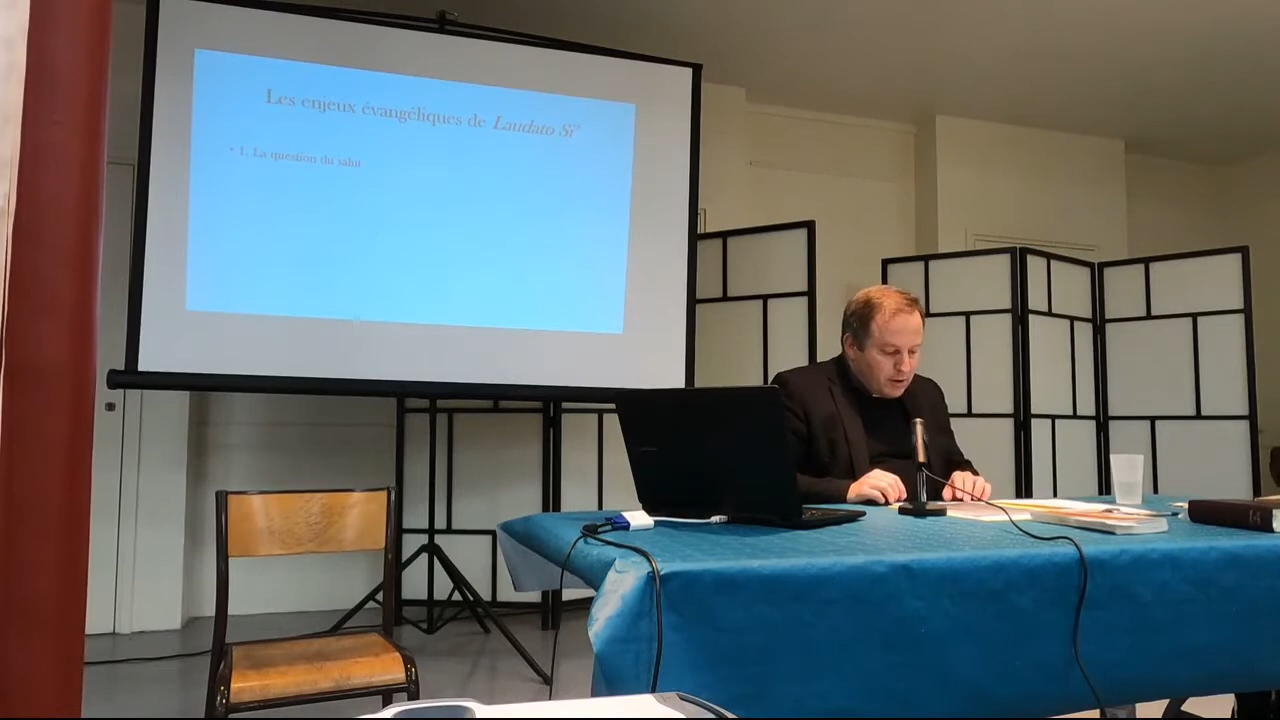 Les enjeux évangéliques de Laudato Si'
• 1. La question du salut